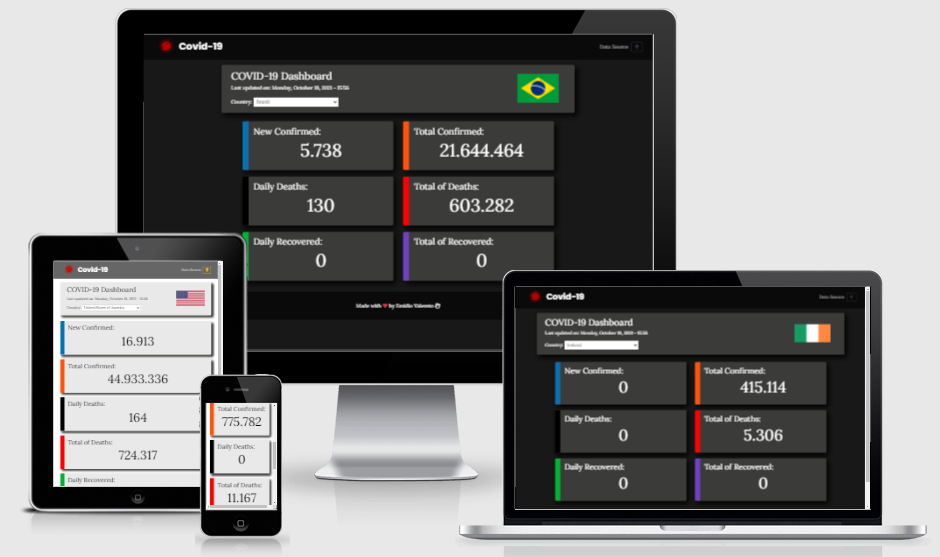 Covid-19
Data Source
COVID-19 Dashboard
Last updated on: Monday, October 18, 2021 - 15:58
Country: Brazil
New Confirmed:
5.738
Total Confirmed:
21.644.464
Daily Deaths:
130
Total of Deaths:
603.282
Daily Recovered:
0
Total of Recovered:
0
Made with ❤ by
Covid-19
Data Source
COVID-19 Dashboard
Last updated on: Monday, October 18, 2021
Country: United States of America
New Confirmed:
16.913
Total Confirmed:
44.933.336
Daily Deaths:
164
Total of Deaths:
724.317
Daily Recovered:
Total Confirmed:
775.782
Daily Deaths:
0
Total of Deaths:
11.167
Covid-19
Data Source
COVID-19 Dashboard
Last updated on: Monday, October 18, 2021 - 15:58
Country: Ireland
New Confirmed:
0
Total Confirmed:
415.114
Daily Deaths:
0
Total of Deaths:
5.306
Daily Recovered:
0
Total of Recovered:
0